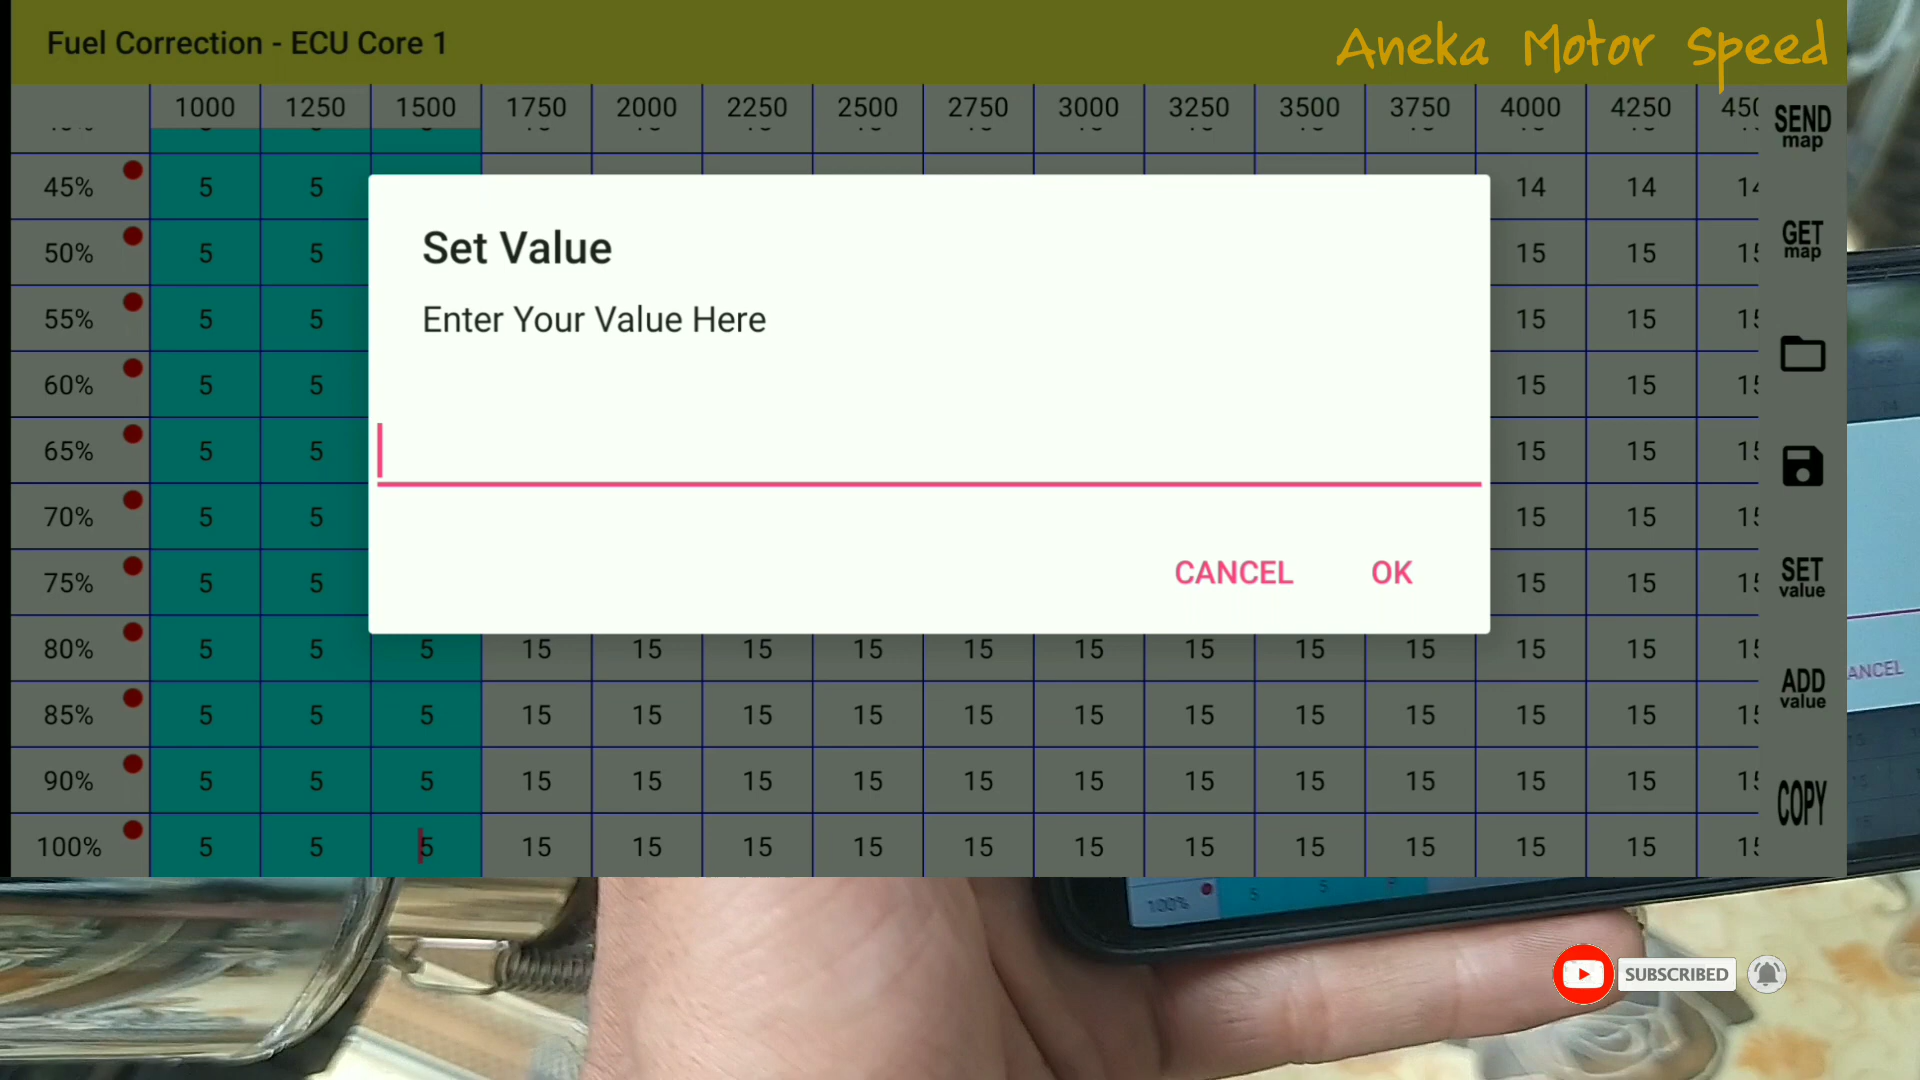 Fuel Correction - ECU Core 1
Aneka Motor Speed
1000 1250 1500 1750 2000 2250 2500 2750 3000 3250 3500 3750 4000 4250
SEND
map
45% 5 5 14 14
GET
map
50% 5 5 15 15
55% 5 5 15 15
60% 5 5 15 15
65% 5 5 15 15
70% 5 5 15 15
75% 5 5 15 15
Set Value
Enter Your Value Here
CANCEL OK
SET
value
80% 5 5 5 15 15 15 15 15 15 15 15 15 15 15
ADD
value
85% 5 5 5 15 15 15 15 15 15 15 15 15 15 15
90% 5 5 5 15 15 15 15 15 15 15 15 15 15 15
COPY
100% 5 5 5 15 15 15 15 15 15 15 15 15 15 15
100% 5 5
SUBSCRIBED